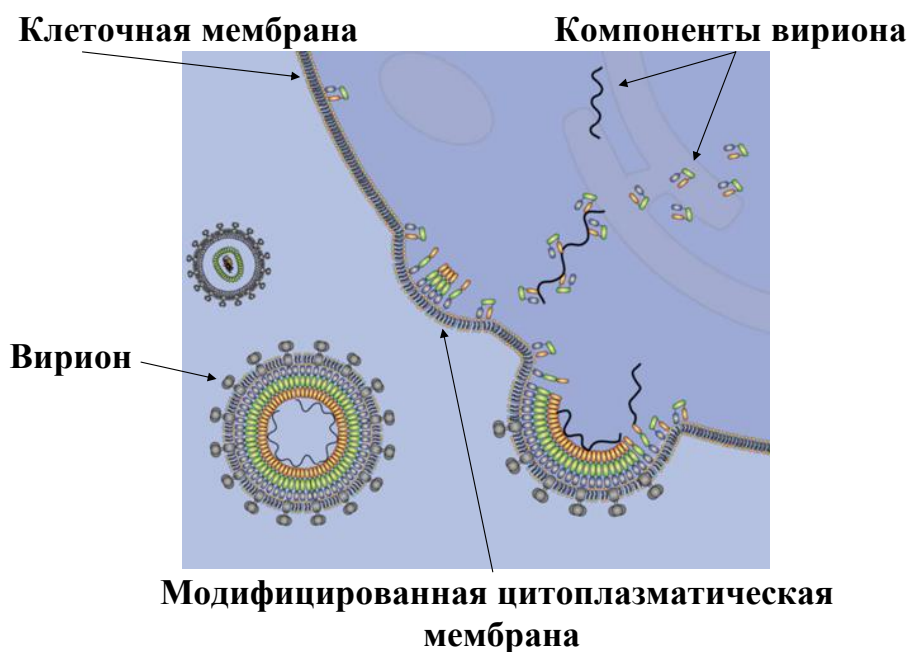 Клеточная мембрана
Компоненты вириона
Вирион
Модифицированная цитоплазматическая
мембрана